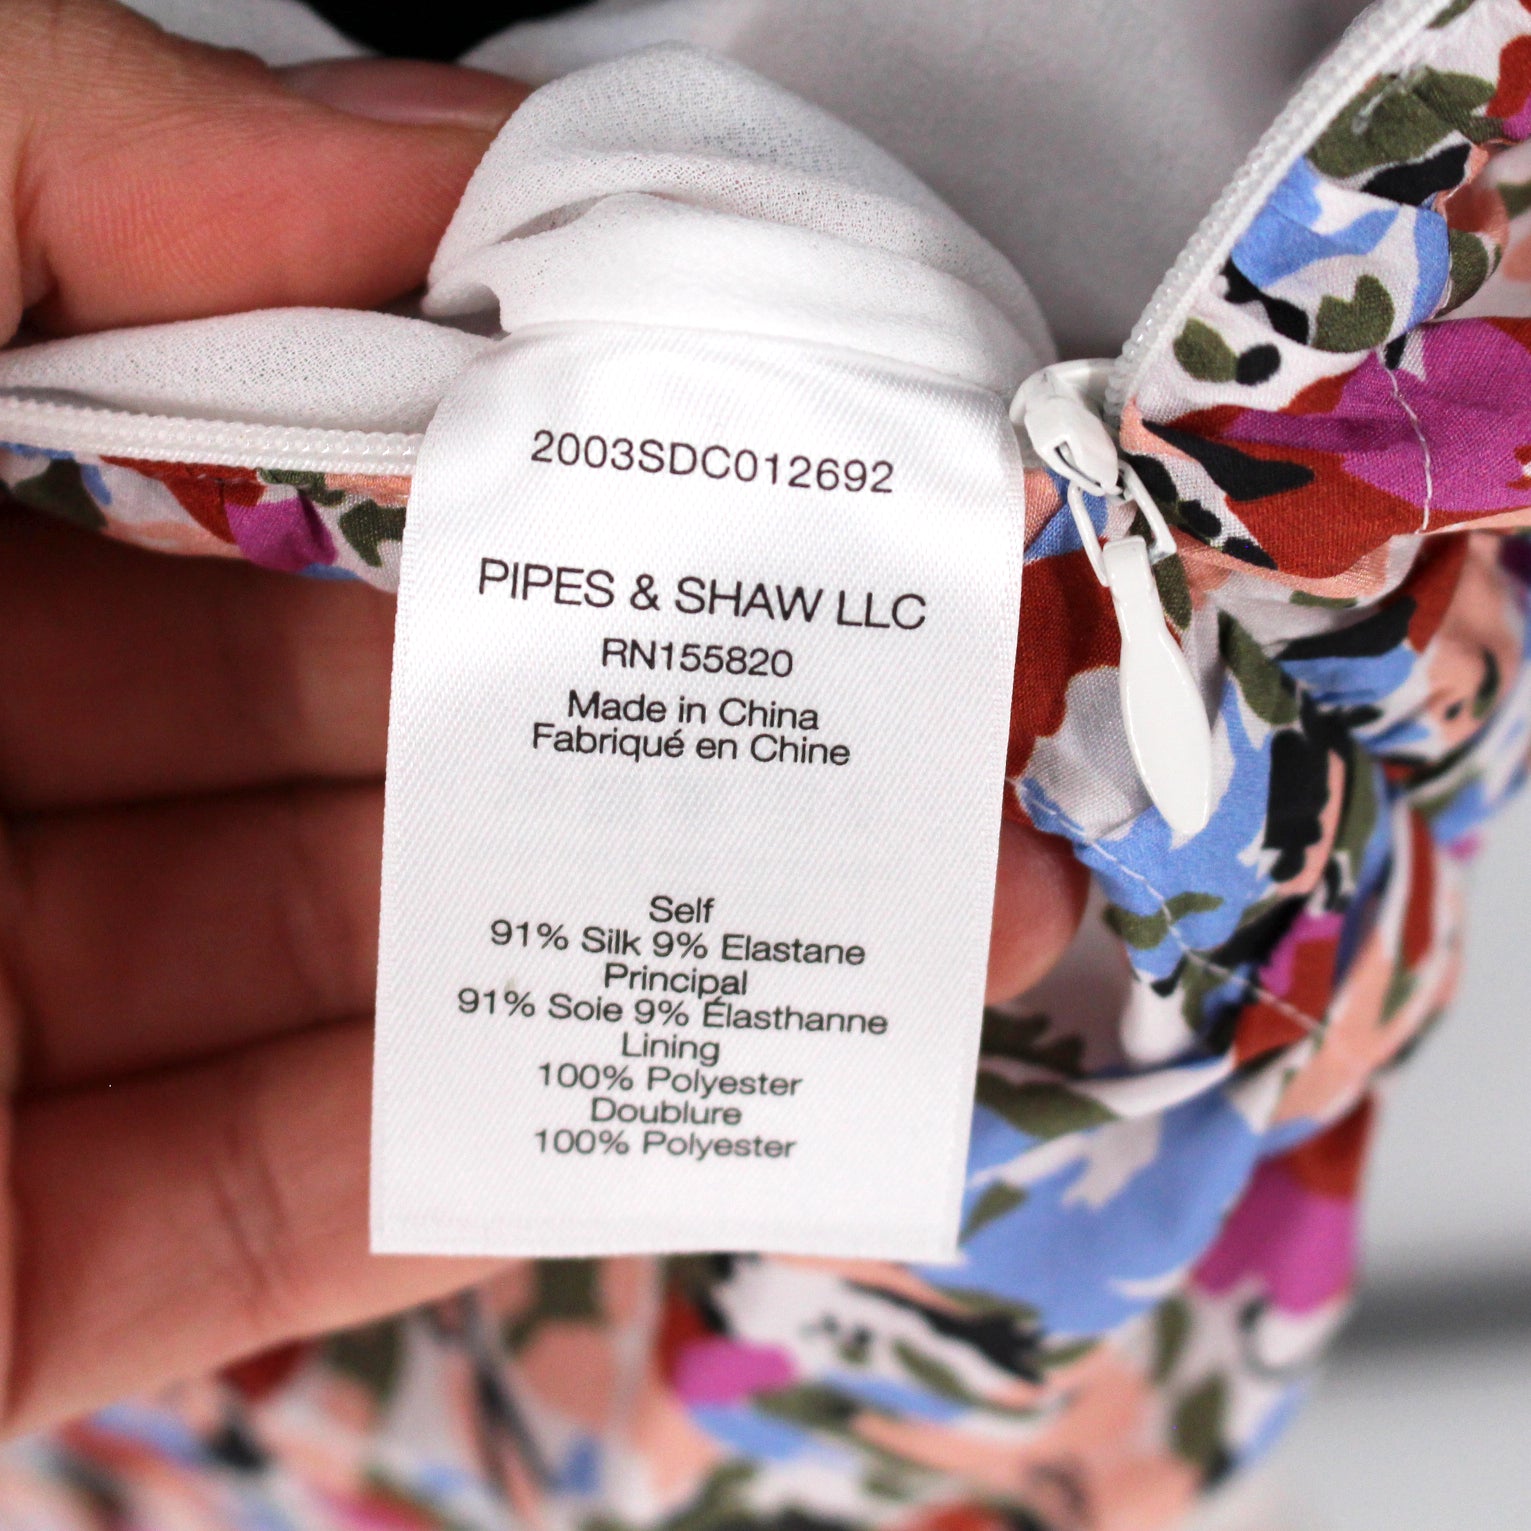 2003SDC012692
PIPES & SHAW LLC
RN155820
Made in China
Fabriqué en Chine
Self
91% Silk 9% Elastane
Principal
91% Soie 9% Élasthanne
Lining
100% Polyester
Doublure
100% Polyester